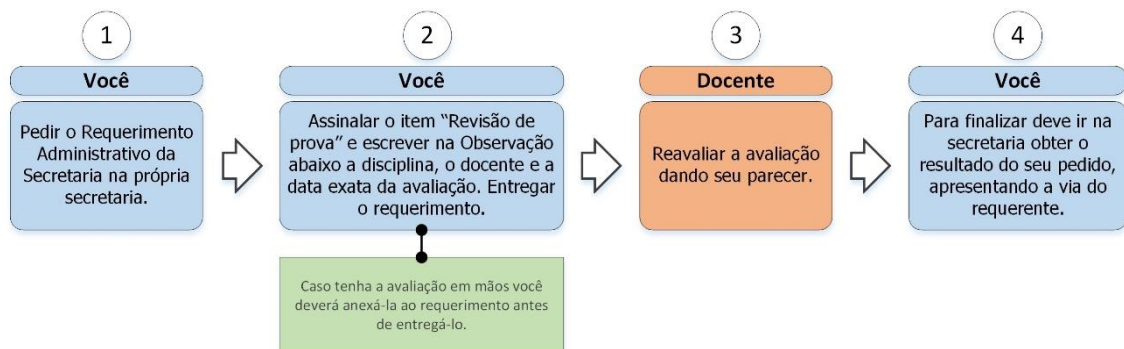 1
Você
Pedir o Requerimento
Administrativo da
Secretaria na própria
secretaria.
2
Você
Assinalar o item “Revisão de
prova” e escrever na Observação
abaixo a disciplina, o docente e a
data exata da avaliação. Entregar
o requerimento.
Caso tenha a avaliação em mãos você
deverá anexá-la ao requerimento antes
de entregá-lo.
3
Docente
Reavaliar a avaliação
dando seu parecer.
4
Você
Para finalizar deve ir na
secretaria obter o
resultado do seu pedido,
apresentando a via do
requerente.